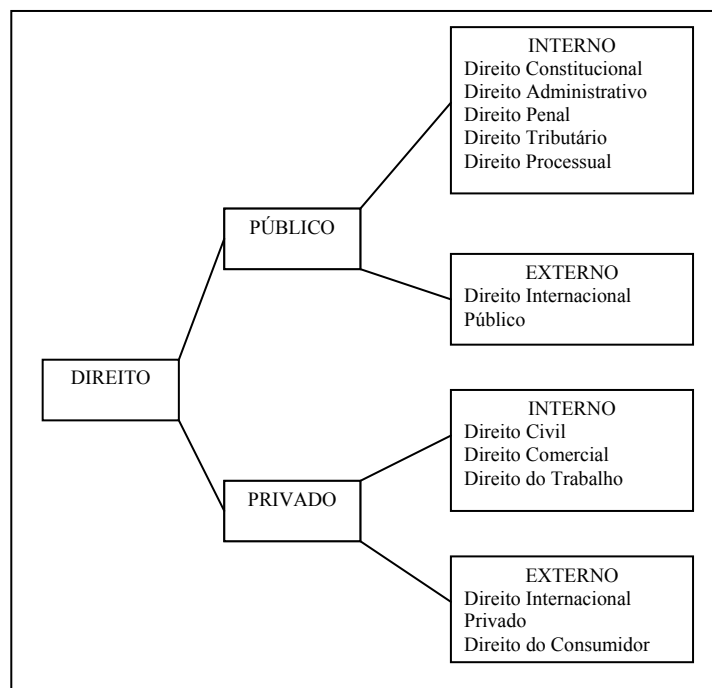 DIREITO
PÚBLICO
INTERNO
Direito Constitucional
Direito Administrativo
Direito Penal
Direito Tributário
Direito Processual
EXTERNO
Direito Internacional
Público
PRIVADO
INTERNO
Direito Civil
Direito Comercial
Direito do Trabalho
EXTERNO
Direito Internacional
Privado
Direito do Consumidor